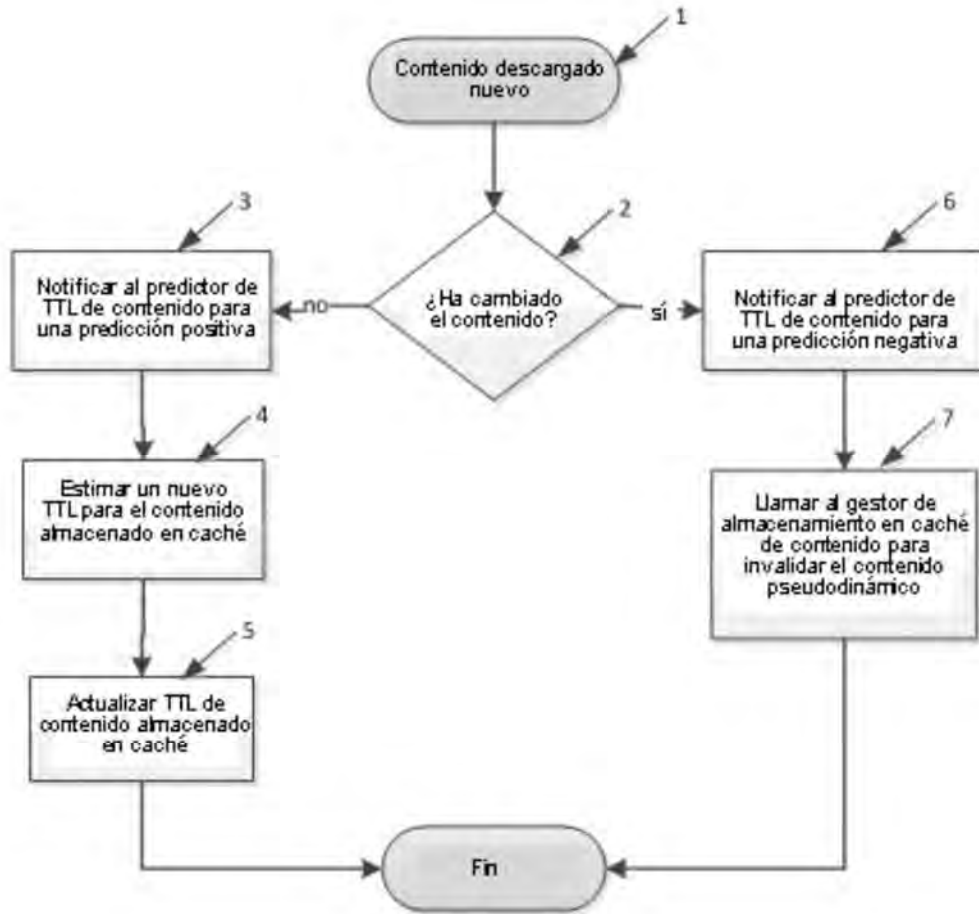 1
Contenido descargado
nuevo
2
¿Ha cambiado
el contenido?
no
sí
3
Notificar al predictor de
TTL de contenido para
una predicción positiva
4
Estimar un nuevo
TTL para el contenido
almacenado en caché
5
Actualizar TTL de
contenido almacenado
en caché
6
Notificar al predictor de
TTL de contenido para
una predicción negativa
7
Llamar al gestor de
almacenamiento en caché
de contenido para
invalidar el contenido
pseudodinámico
Fin